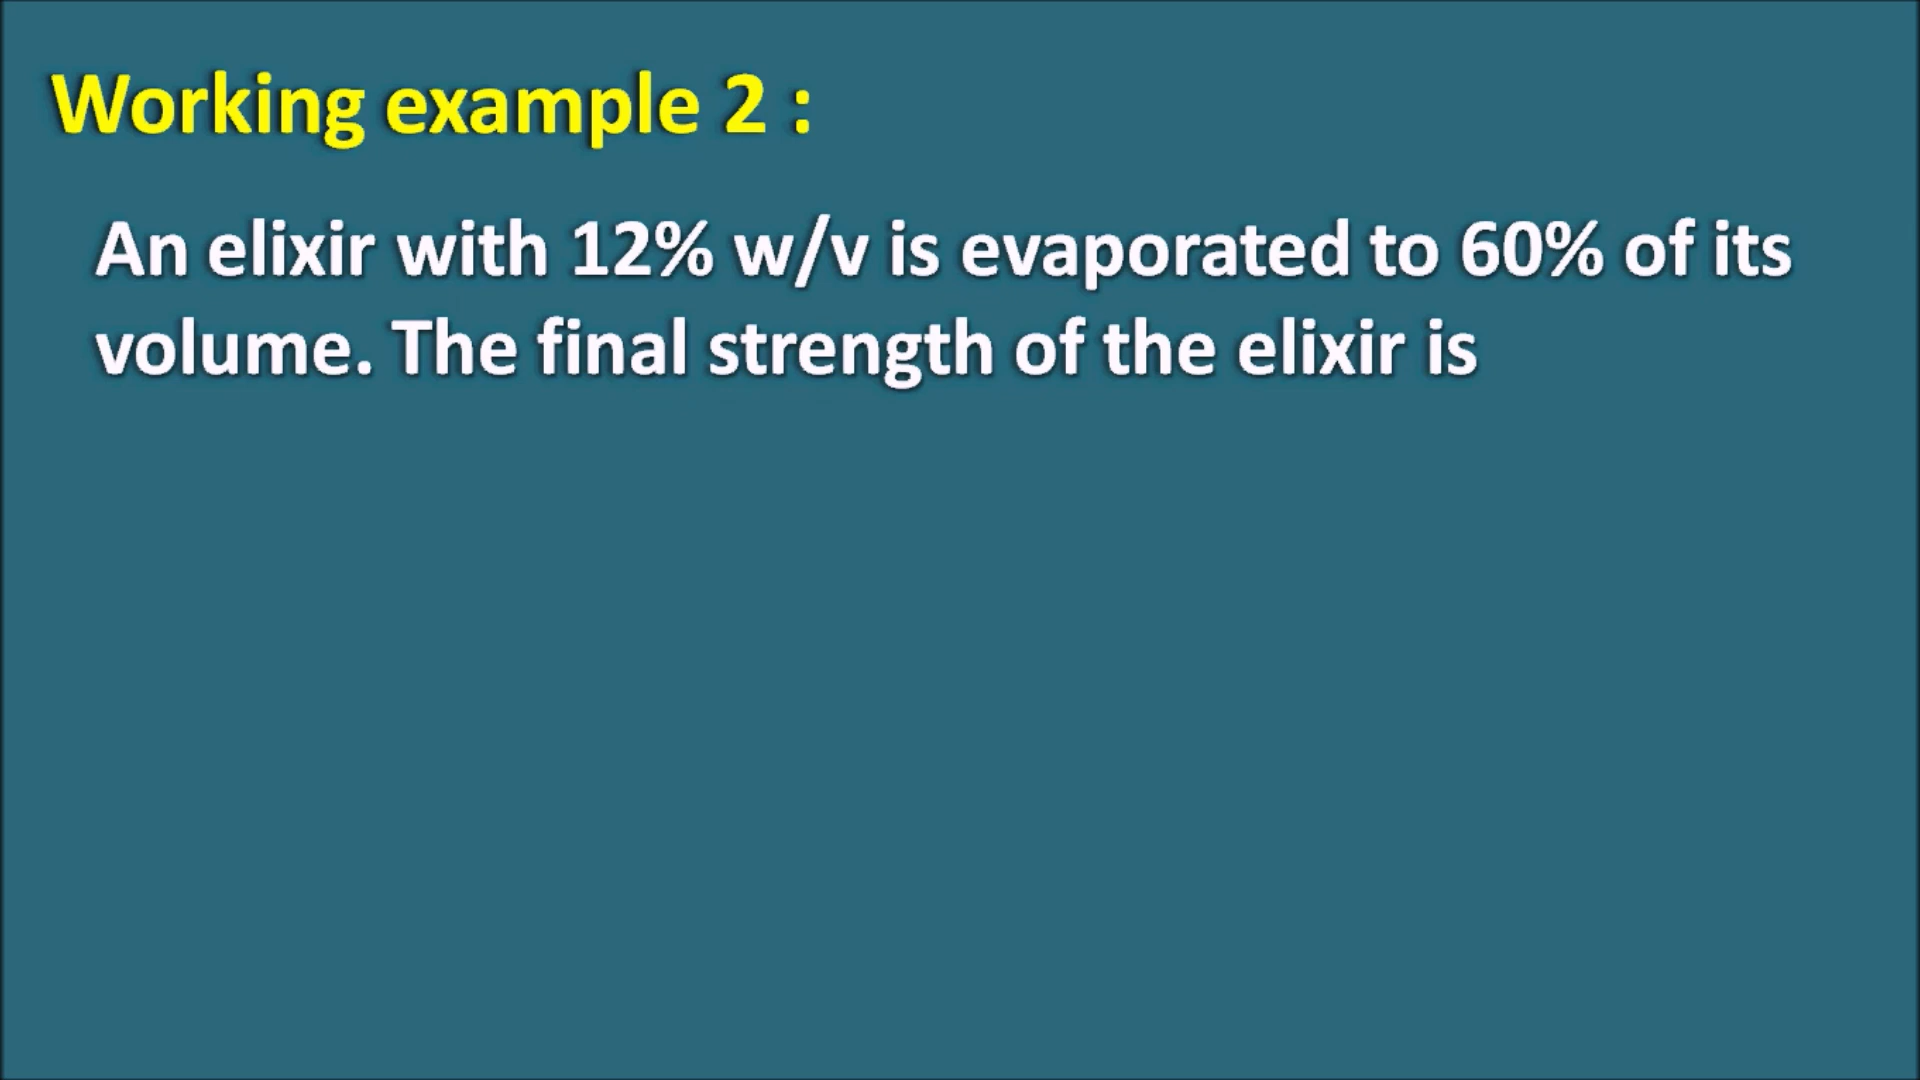 Working example 2 :
An elixir with 12% w/v is evaporated to 60% of its
volume. The final strength of the elixir is